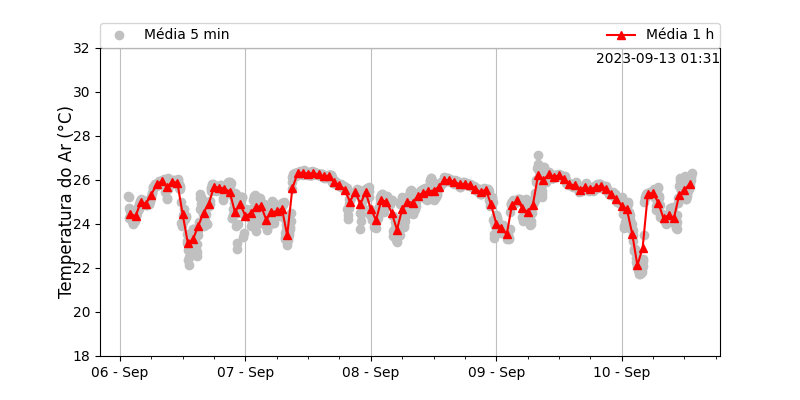 Média 5 min
Média 1 h
2023-09-13 01:31
Temperatura do Ar (°C)
32
30
28
26
24
22
20
18
06 - Sep
07 - Sep
08 - Sep
09 - Sep
10 - Sep